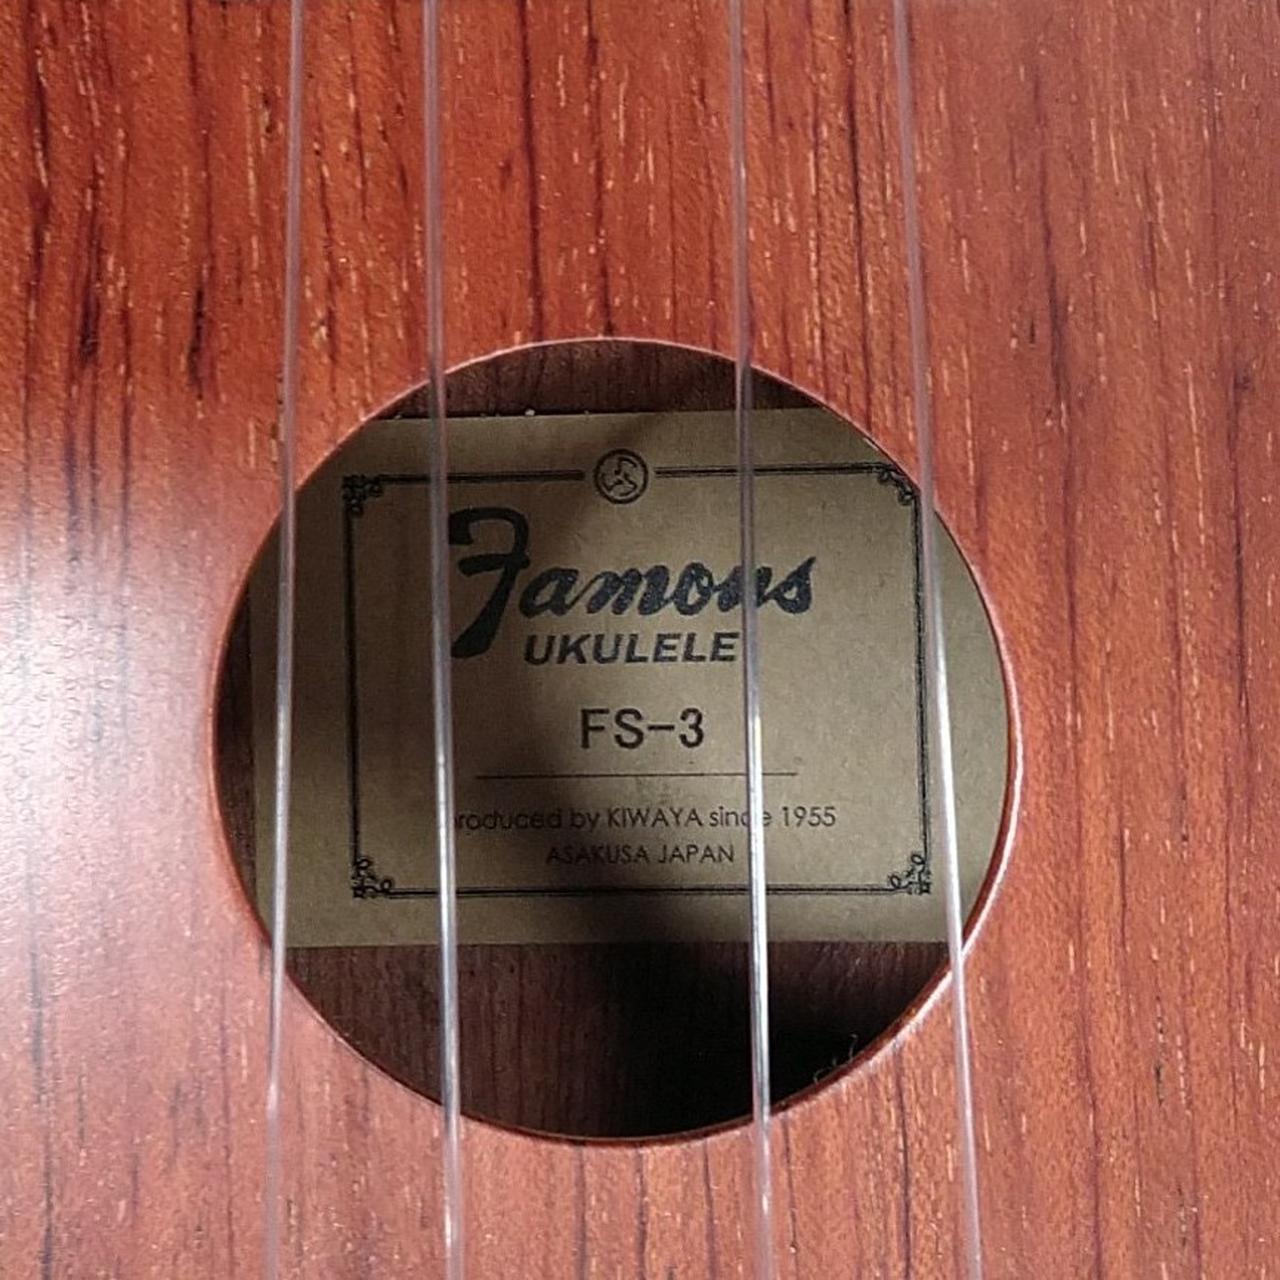 Famous
UKULELE
FS-3
produced by KIWAYA since 1955
ASAKUSA JAPAN